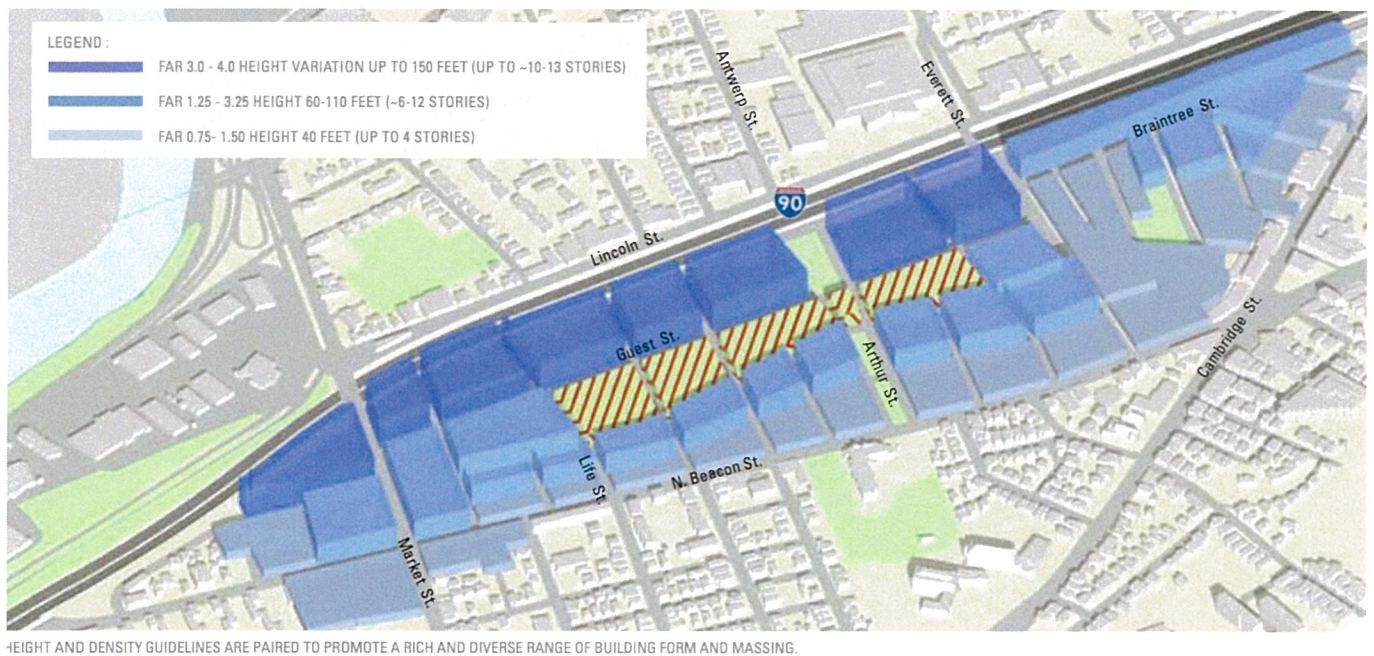 LEGEND :
FAR 3.0 - 4.0 HEIGHT VARIATION UP TO 150 FEET (UP TO ~10-13 STORIES)
FAR 1.25 - 3.25 HEIGHT 60-110 FEET (~6-12 STORIES)
FAR 0.75- 1.50 HEIGHT 40 FEET (UP TO 4 STORIES)
Antwerp St.
Everett St.
Braintree St.
90
Lincoln St.
Guest St.
Arthur St.
Cambridge St.
Life St.
N. Beacon St.
Market St.
HEIGHT AND DENSITY GUIDELINES ARE PAIRED TO PROMOTE A RICH AND DIVERSE RANGE OF BUILDING FORM AND MASSING.